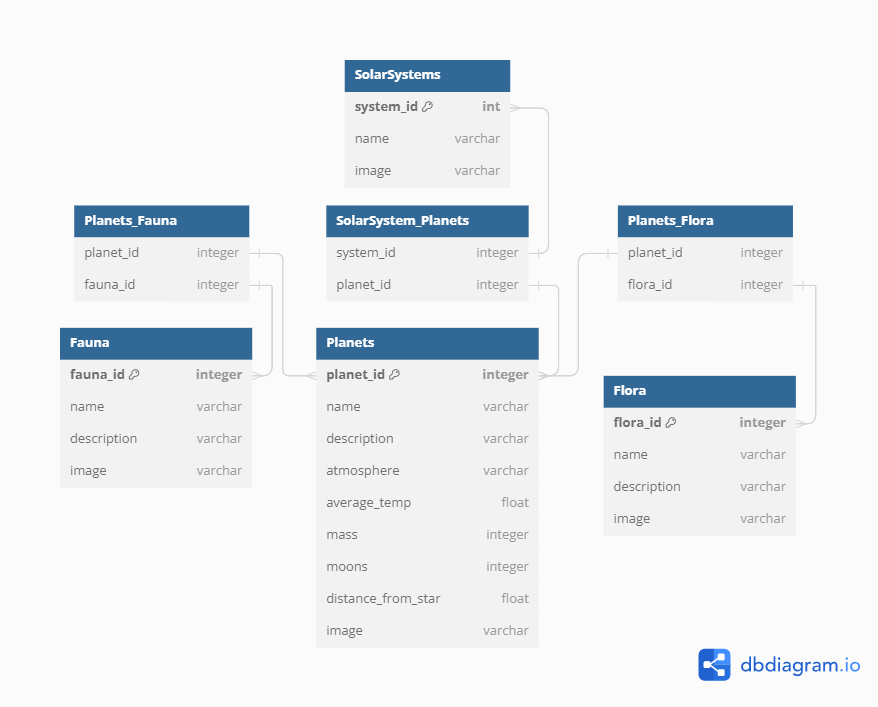 SolarSystems
system_id int
name varchar
image varchar
Planets_Fauna
planet_id integer
fauna_id integer
SolarSystem_Planets
system_id integer
planet_id integer
Planets_Flora
planet_id integer
flora_id integer
Fauna
fauna_id integer
name varchar
description varchar
image varchar
Planets
planet_id integer
name varchar
description varchar
atmosphere varchar
average_temp float
mass integer
moons integer
distance_from_star float
image varchar
Flora
flora_id integer
name varchar
description varchar
image varchar
dbdiagram.io